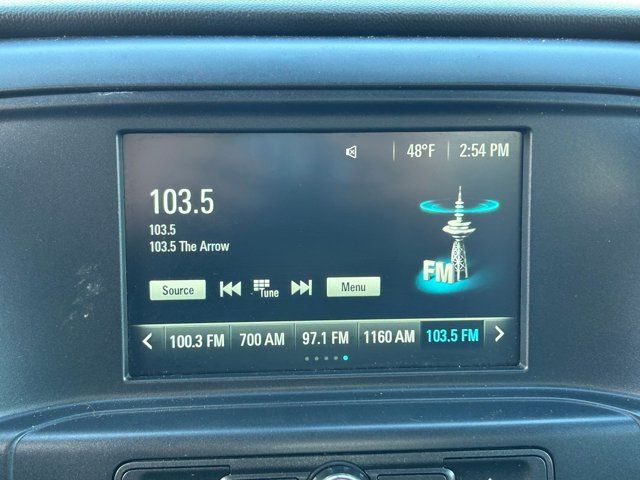 48°F 2:54 PM
103.5
103.5
103.5 The Arrow
FM
Source Tune Menu
100.3 FM 700 AM 97.1 FM 1160 AM 103.5 FM